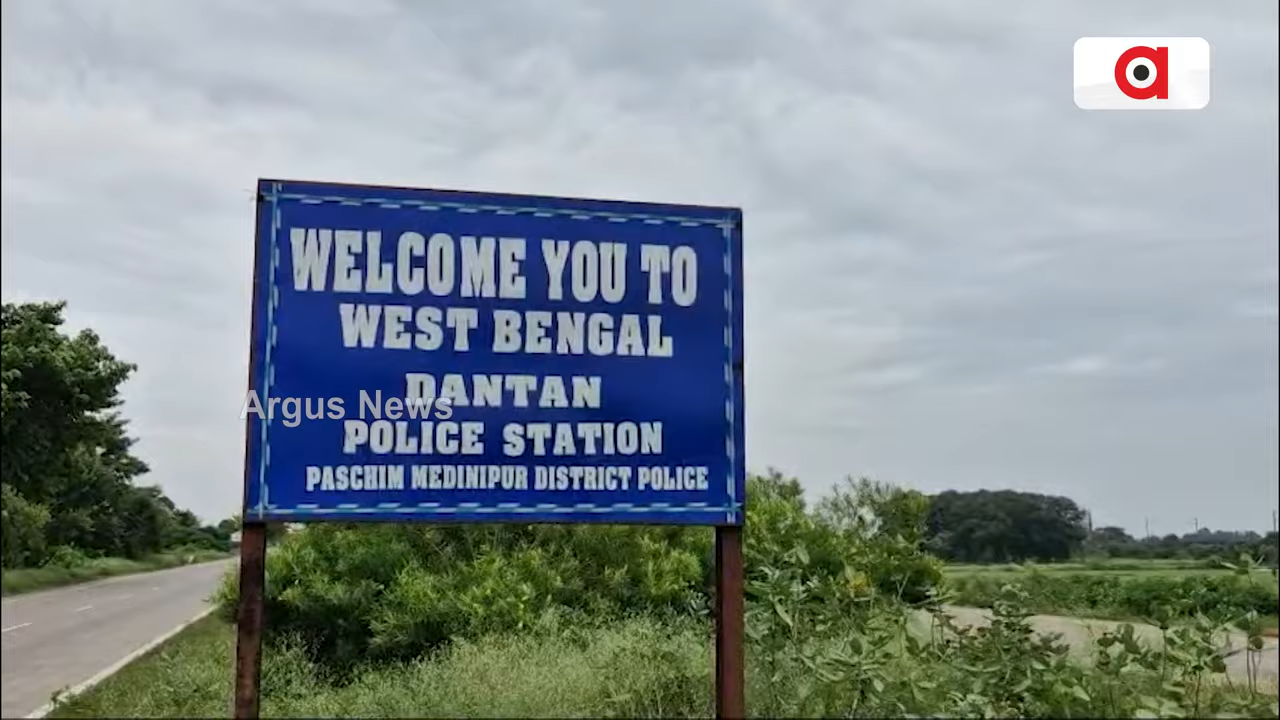 WELCOME YOU TO
WEST BENGAL
DANTAN
Argus News
POLICE STATION
PASCHIM MEDINIPUR DISTRICT POLICE